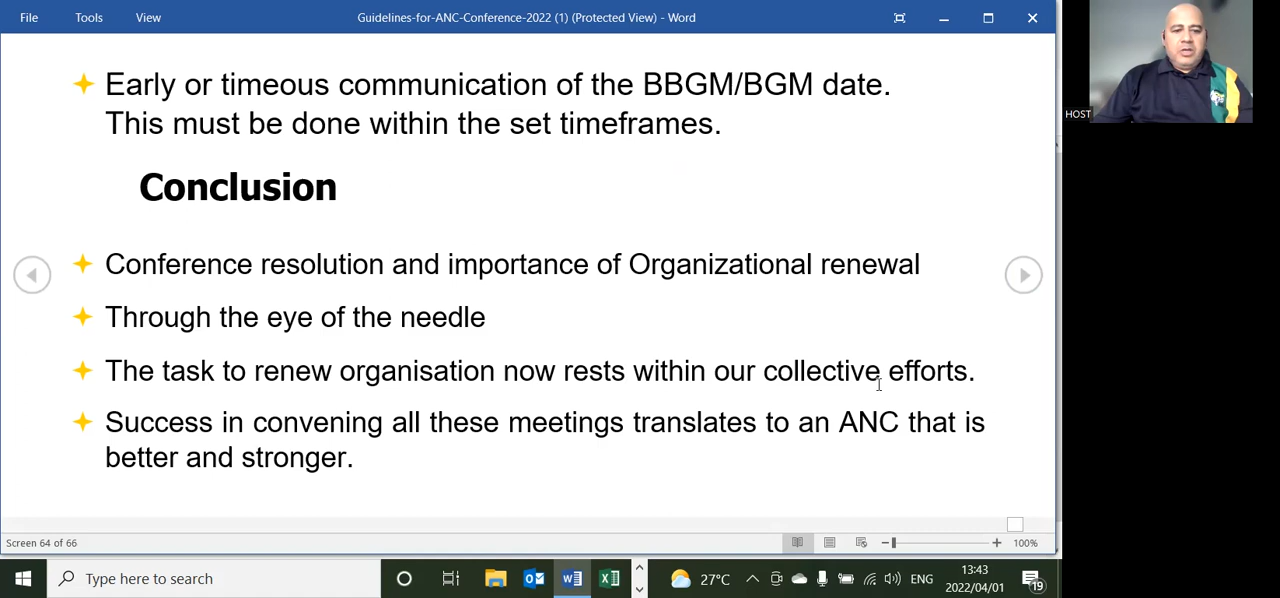 File Tools View Guidelines-for-ANC-Conference-2022 (1) (Protected View) - Word
Early or timeous communication of the BBGM/BGM date.
This must be done within the set timeframes.
HOST
Conclusion
Conference resolution and importance of Organizational renewal
Through the eye of the needle
The task to renew organisation now rests within our collective efforts.
Success in convening all these meetings translates to an ANC that is
better and stronger.
Screen 64 of 66 100%
Type here to search 27°C ENG 13:43
2022/04/01 19